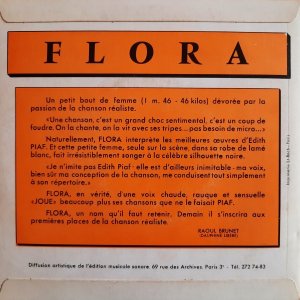 FLORA
Un petit bout de femme (1 m. 46 - 46 kilos) dévorée par la
passion de la chanson réaliste.
«Une chanson, c'est un grand choc sentimental, c'est un coup de
foudre. On la chante, on la vit avec ses tripes... pas besoin de micro...»
Naturellement, FLORA interprète les meilleures œuvres d'Edith
PIAF. Et cette petite femme, seule sur la scène, dans sa robe de lamé
blanc, fait irrésistiblement songer à la célèbre silhouette noire.
«Je n'imite pas Edith Piaf - elle est d'ailleurs inimitable - ma voix,
bien sûr ma conception de la chanson, me conduisent tout simplement
à son répertoire.»
FLORA, en vérité, d'une voix chaude, rauque et sensuelle
«JOUE» beaucoup plus ses chansons que ne le faisait PIAF.
FLORA, un nom qu'il faut retenir. Demain il s'inscrira aux
premières places de la chanson réaliste.
RAOUL BRUNET
(DAUPHINE LIBÉRÉ)
Diffusion artistique de l'édition musicale sonore. 69 rue des Archives. Paris 3e - Tél. 272 74-82